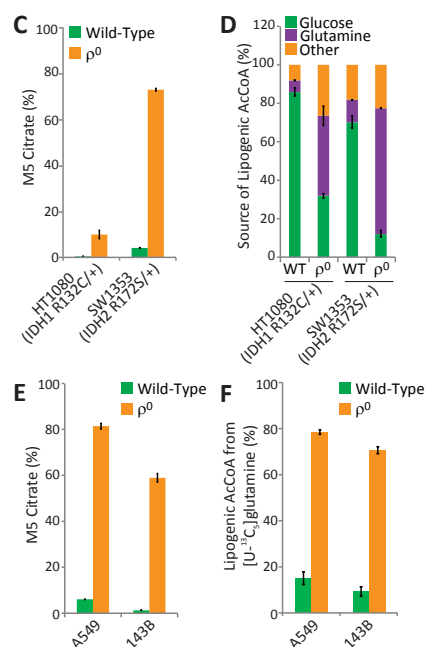 C
Wild-Type
ρ⁰
M5 Citrate (%)
100
80
60
40
20
0
HT1080
(IDH1 R132C/+)
SW1353
(IDH2 R172S/+)
D
Glucose
Glutamine
Other
Source of Lipogenic AcCoA (%)
120
100
80
60
40
20
0
WT ρ⁰ WT ρ⁰
HT1080
(IDH1 R132C/+)
SW1353
(IDH2 R172S/+)
E
Wild-Type
ρ⁰
M5 Citrate (%)
100
80
60
40
20
0
A549
143B
F
Wild-Type
ρ⁰
Lipogenic AcCoA from
[U-¹³C₅]glutamine (%)
100
80
60
40
20
0
A549
143B